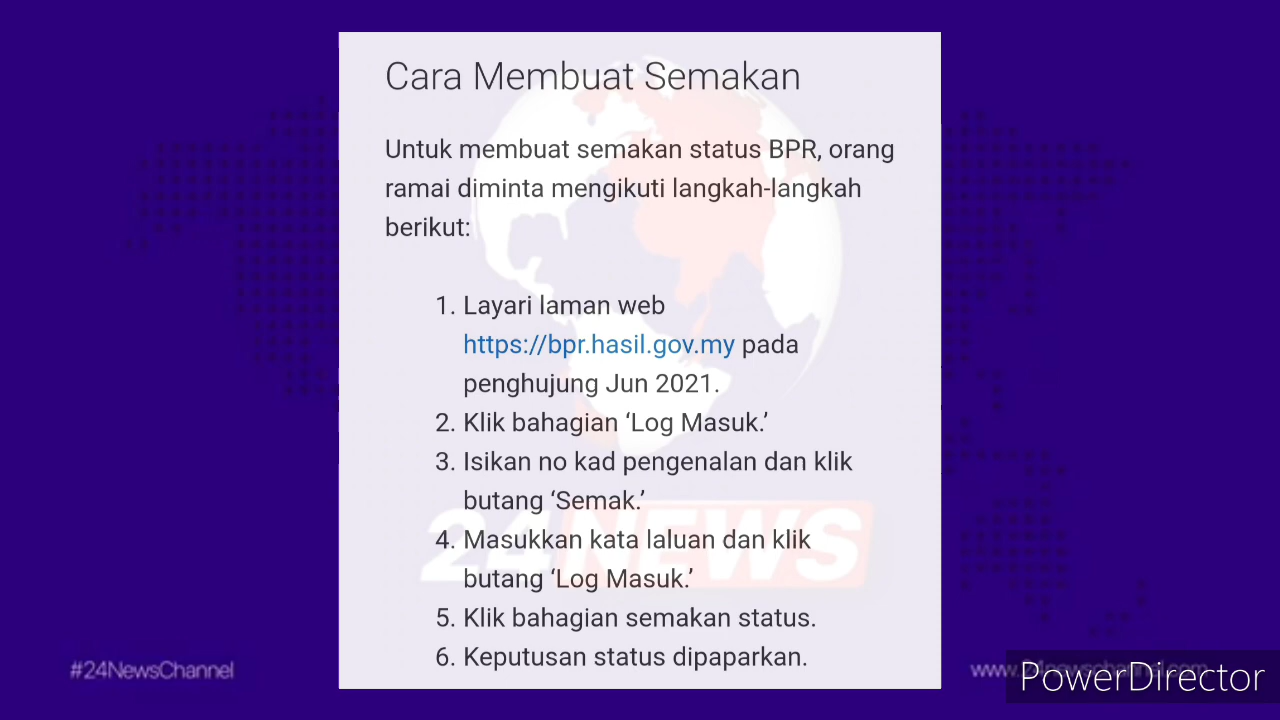 Cara Membuat Semakan
Untuk membuat semakan status BPR, orang
ramai diminta mengikuti langkah-langkah
berikut:
1. Layari laman web
https://bpr.hasil.gov.my pada
penghujung Jun 2021.
2. Klik bahagian ‘Log Masuk.’
3. Isikan no kad pengenalan dan klik
butang ‘Semak.’
4. Masukkan kata laluan dan klik
butang ‘Log Masuk.’
5. Klik bahagian semakan status.
6. Keputusan status dipaparkan.
24NEWS
#24NewsChannel
www.24newschannel.com
PowerDirector